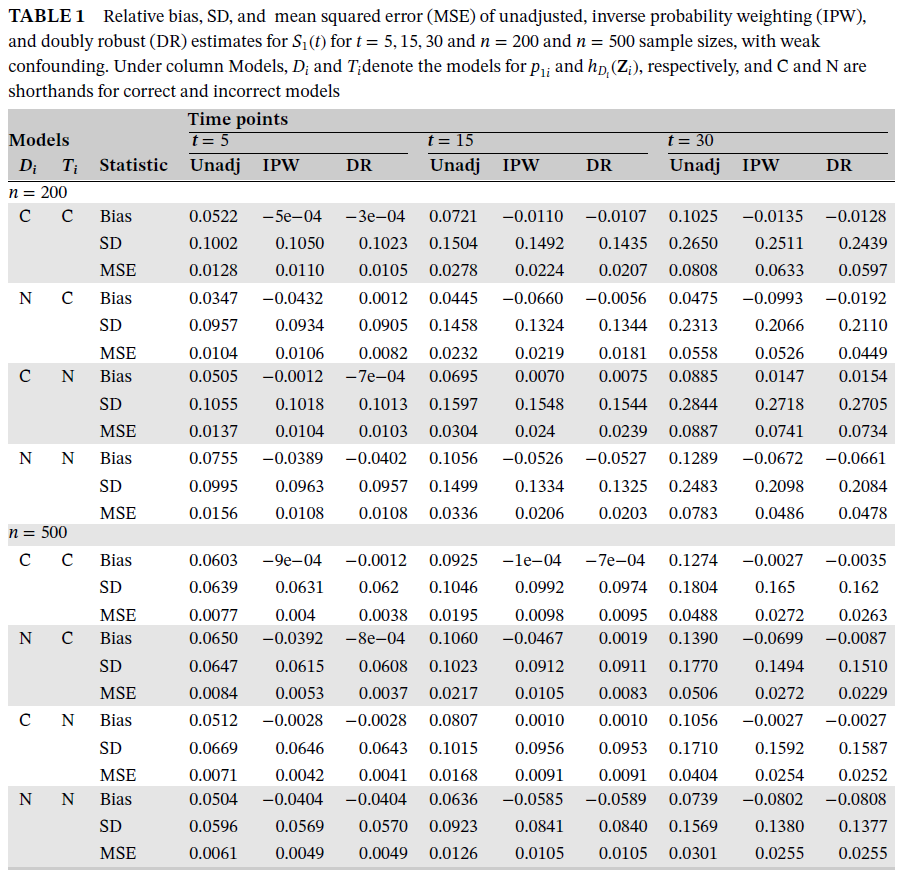 TABLE 1 Relative bias, SD, and mean squared error (MSE) of unadjusted, inverse probability weighting (IPW),
and doubly robust (DR) estimates for S₁(t) for t = 5, 15, 30 and n = 200 and n = 500 sample sizes, with weak
confounding. Under column Models, Dᵢ and Tᵢdenote the models for p₁ᵢ and h_Dᵢ(Zᵢ), respectively, and C and N are
shorthands for correct and incorrect models
Time points
Models t = 5 t = 15 t = 30
Dᵢ Tᵢ Statistic Unadj IPW DR Unadj IPW DR Unadj IPW DR
n = 200
C C Bias 0.0522 −5e−04 −3e−04 0.0721 −0.0110 −0.0107 0.1025 −0.0135 −0.0128
SD 0.1002 0.1050 0.1023 0.1504 0.1492 0.1435 0.2650 0.2511 0.2439
MSE 0.0128 0.0110 0.0105 0.0278 0.0224 0.0207 0.0808 0.0633 0.0597
N C Bias 0.0347 −0.0432 0.0012 0.0445 −0.0660 −0.0056 0.0475 −0.0993 −0.0192
SD 0.0957 0.0934 0.0905 0.1458 0.1324 0.1344 0.2313 0.2066 0.2110
MSE 0.0104 0.0106 0.0082 0.0232 0.0219 0.0181 0.0558 0.0526 0.0449
C N Bias 0.0505 −0.0012 −7e−04 0.0695 0.0070 0.0075 0.0885 0.0147 0.0154
SD 0.1055 0.1018 0.1013 0.1597 0.1548 0.1544 0.2844 0.2718 0.2705
MSE 0.0137 0.0104 0.0103 0.0304 0.024 0.0239 0.0887 0.0741 0.0734
N N Bias 0.0755 −0.0389 −0.0402 0.1056 −0.0526 −0.0527 0.1289 −0.0672 −0.0661
SD 0.0995 0.0963 0.0957 0.1499 0.1334 0.1325 0.2483 0.2098 0.2084
MSE 0.0156 0.0108 0.0108 0.0336 0.0206 0.0203 0.0783 0.0486 0.0478
n = 500
C C Bias 0.0603 −9e−04 −0.0012 0.0925 −1e−04 −7e−04 0.1274 −0.0027 −0.0035
SD 0.0639 0.0631 0.062 0.1046 0.0992 0.0974 0.1804 0.165 0.162
MSE 0.0077 0.004 0.0038 0.0195 0.0098 0.0095 0.0488 0.0272 0.0263
N C Bias 0.0650 −0.0392 −8e−04 0.1060 −0.0467 0.0019 0.1390 −0.0699 −0.0087
SD 0.0647 0.0615 0.0608 0.1023 0.0912 0.0911 0.1770 0.1494 0.1510
MSE 0.0084 0.0053 0.0037 0.0217 0.0105 0.0083 0.0506 0.0272 0.0229
C N Bias 0.0512 −0.0028 −0.0028 0.0807 0.0010 0.0010 0.1056 −0.0027 −0.0027
SD 0.0669 0.0646 0.0643 0.1015 0.0956 0.0953 0.1710 0.1592 0.1587
MSE 0.0071 0.0042 0.0041 0.0168 0.0091 0.0091 0.0404 0.0254 0.0252
N N Bias 0.0504 −0.0404 −0.0404 0.0636 −0.0585 −0.0589 0.0739 −0.0802 −0.0808
SD 0.0596 0.0569 0.0570 0.0923 0.0841 0.0840 0.1569 0.1380 0.1377
MSE 0.0061 0.0049 0.0049 0.0126 0.0105 0.0105 0.0301 0.0255 0.0255